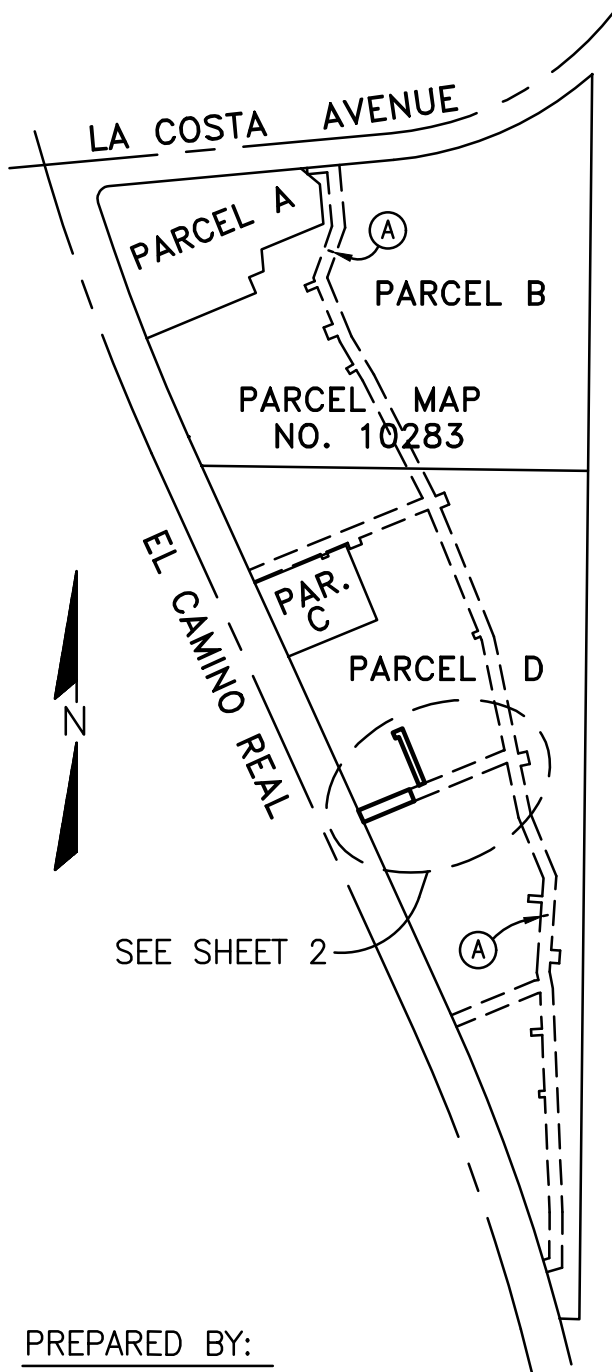 LA COSTA AVENUE
PARCEL A
A
PARCEL B
PARCEL MAP
NO. 10283
EL CAMINO REAL
PAR.
C
PARCEL D
N
SEE SHEET 2
A
PREPARED BY: